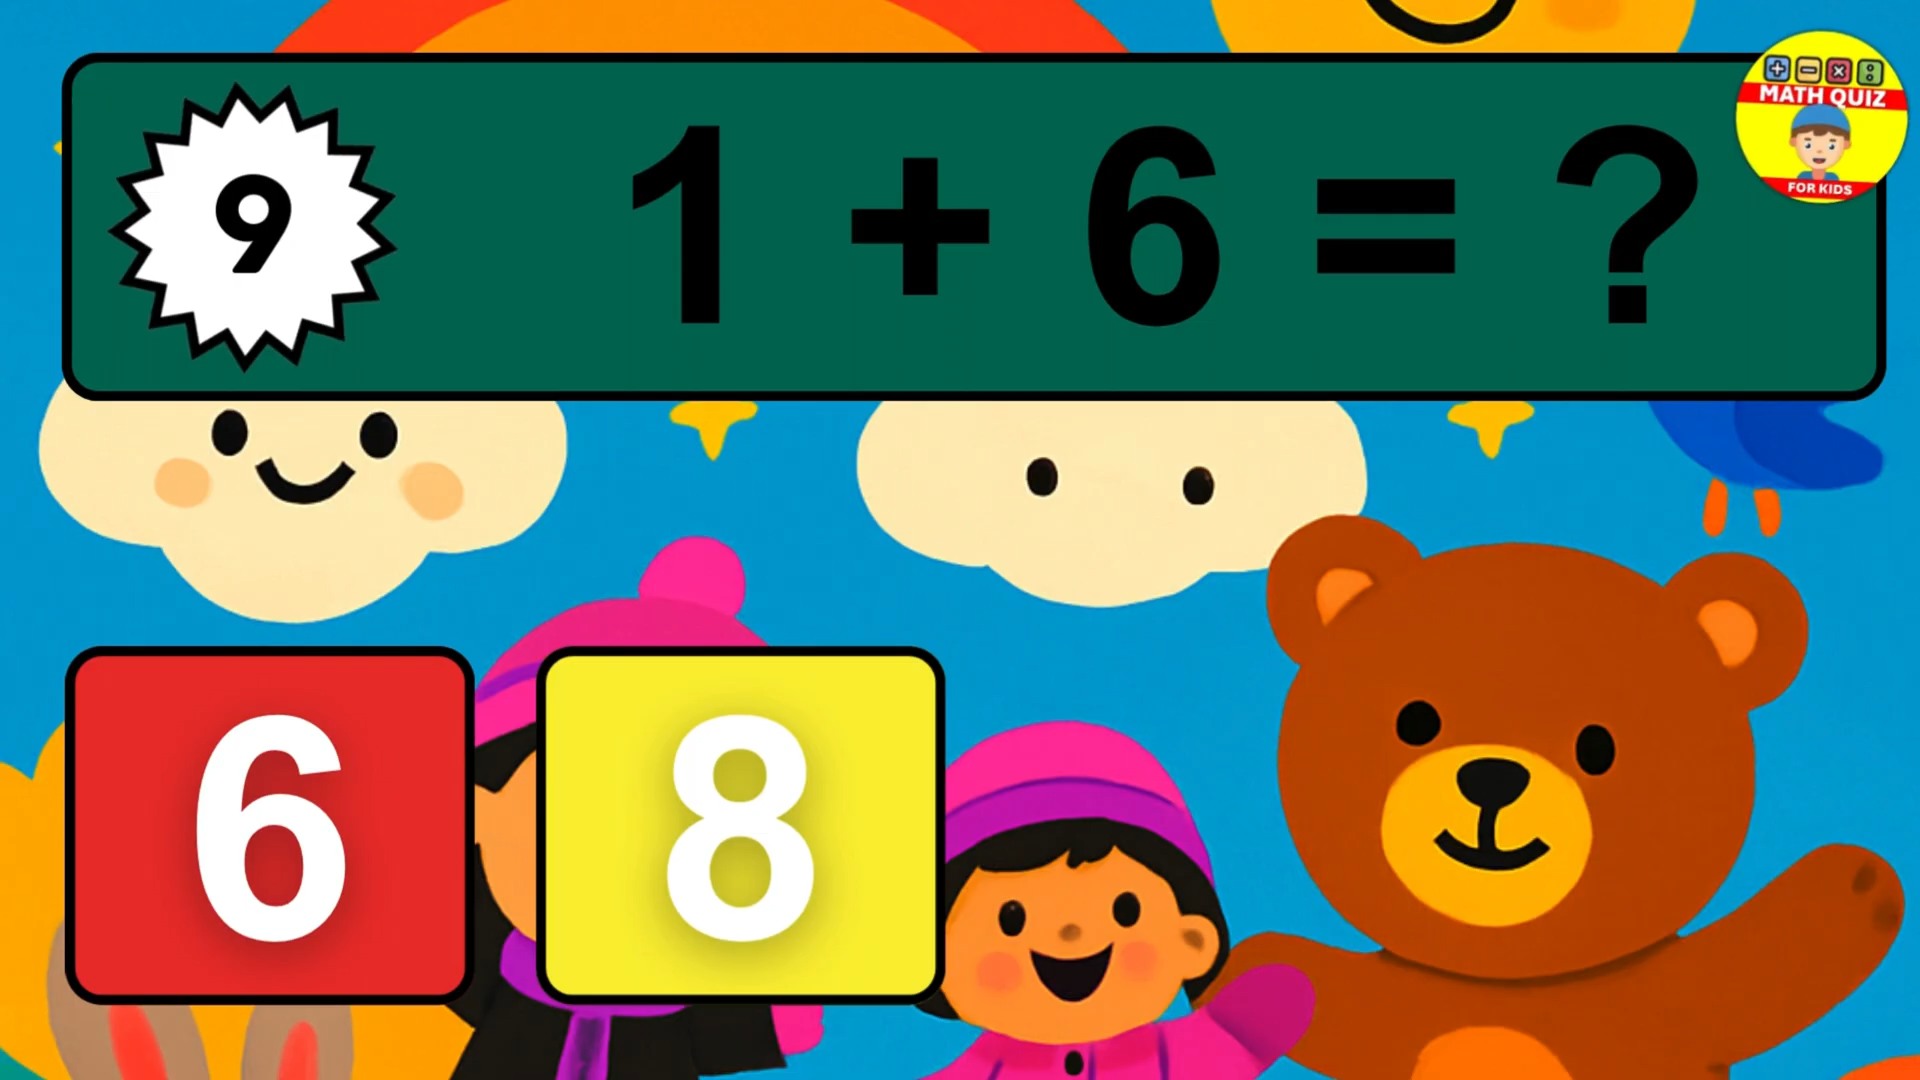 9
1 + 6 = ?
+ - × :
MATH QUIZ
FOR KIDS
6 8